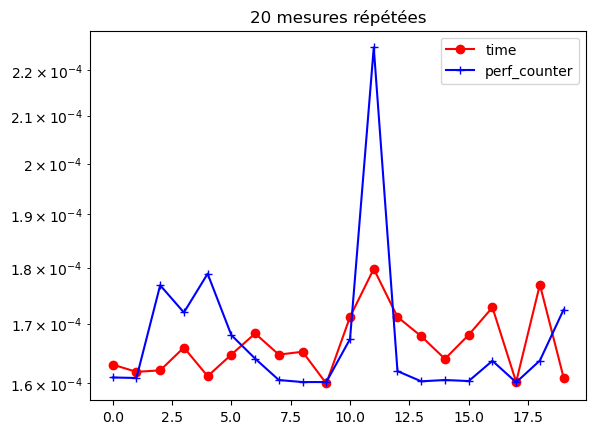 20 mesures répétées
time
perf_counter
2.2 × 10⁻⁴
2.1 × 10⁻⁴
2 × 10⁻⁴
1.9 × 10⁻⁴
1.8 × 10⁻⁴
1.7 × 10⁻⁴
1.6 × 10⁻⁴
0.0 2.5 5.0 7.5 10.0 12.5 15.0 17.5